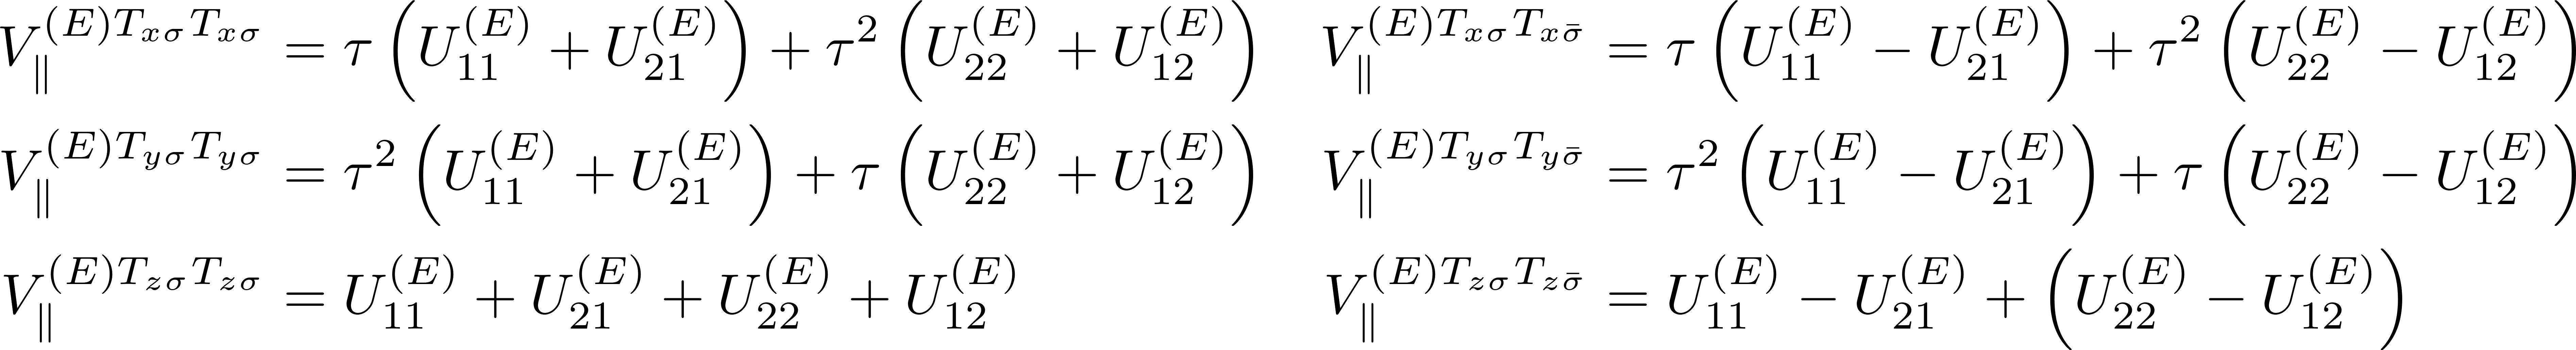 $V_{\parallel}^{(E)T_{x\sigma}T_{x\sigma}} = \tau \left( U_{11}^{(E)} + U_{21}^{(E)} \right) + \tau^2 \left( U_{22}^{(E)} + U_{12}^{(E)} \right) \quad V_{\parallel}^{(E)T_{x\sigma}T_{x\bar{\sigma}}} = \tau \left( U_{11}^{(E)} - U_{21}^{(E)} \right) + \tau^2 \left( U_{22}^{(E)} - U_{12}^{(E)} \right)$
$V_{\parallel}^{(E)T_{y\sigma}T_{y\sigma}} = \tau^2 \left( U_{11}^{(E)} + U_{21}^{(E)} \right) + \tau \left( U_{22}^{(E)} + U_{12}^{(E)} \right) \quad V_{\parallel}^{(E)T_{y\sigma}T_{y\bar{\sigma}}} = \tau^2 \left( U_{11}^{(E)} - U_{21}^{(E)} \right) + \tau \left( U_{22}^{(E)} - U_{12}^{(E)} \right)$
$V_{\parallel}^{(E)T_{z\sigma}T_{z\sigma}} = U_{11}^{(E)} + U_{21}^{(E)} + U_{22}^{(E)} + U_{12}^{(E)} \quad V_{\parallel}^{(E)T_{z\sigma}T_{z\bar{\sigma}}} = U_{11}^{(E)} - U_{21}^{(E)} + \left( U_{22}^{(E)} - U_{12}^{(E)} \right)$